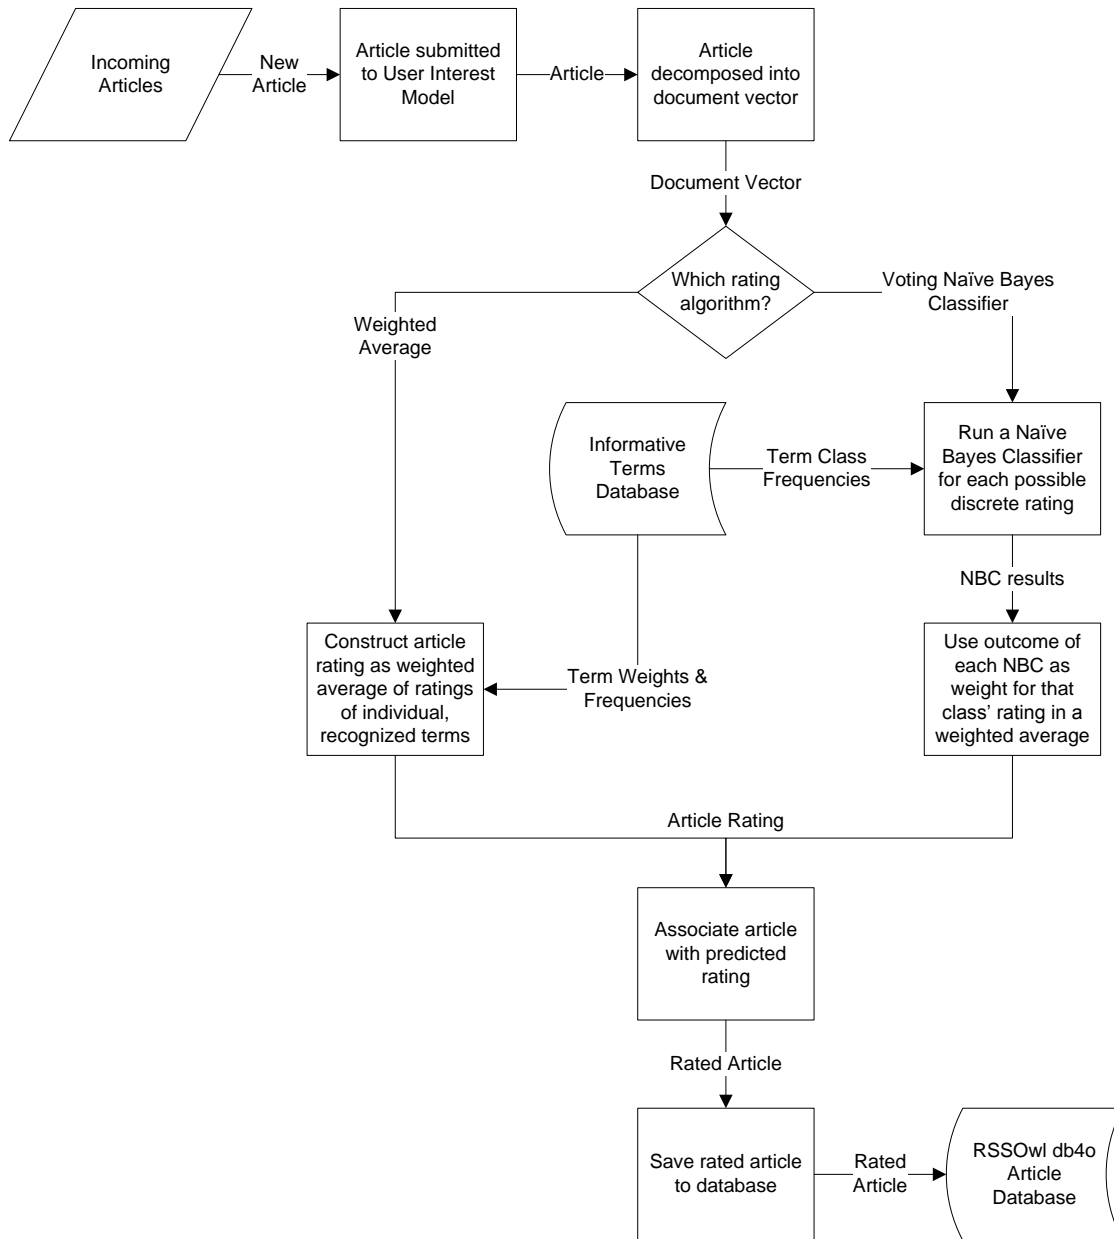 Incoming
Articles
New
Article
Article submitted
to User Interest
Model
Article
Article
decomposed into
document vector
Document Vector
Which rating
algorithm?
Weighted
Average
Voting Naïve Bayes
Classifier
Informative
Terms
Database
Term Class
Frequencies
Run a Naïve
Bayes Classifier
for each possible
discrete rating
NBC results
Construct article
rating as weighted
average of ratings
of individual,
recognized terms
Term Weights &
Frequencies
Use outcome of
each NBC as
weight for that
class’ rating in a
weighted average
Article Rating
Associate article
with predicted
rating
Rated Article
Save rated article
to database
Rated
Article
RSSOwl db4o
Article
Database